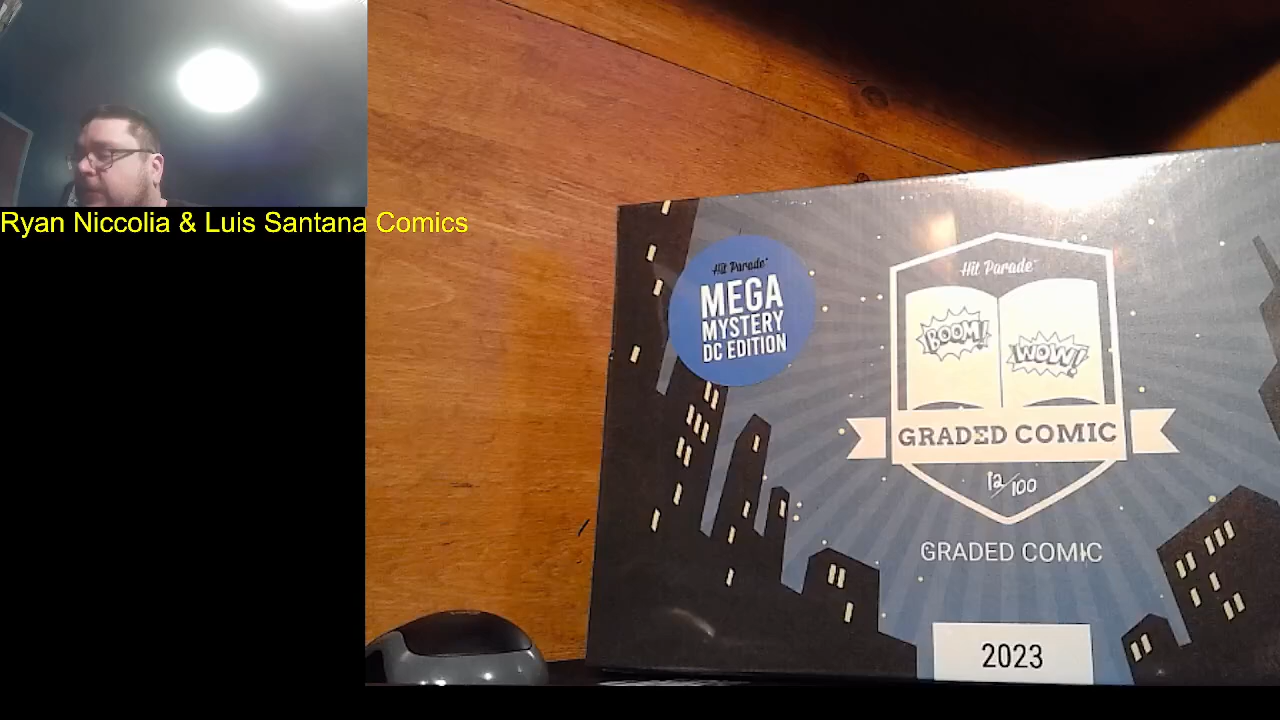 Ryan Niccolia & Luis Santana Comics
Hit Parade
MEGA
MYSTERY
DC EDITION
Hit Parade
BOOM!
WOW!
GRADED COMIC
12/100
GRADED COMIC
2023